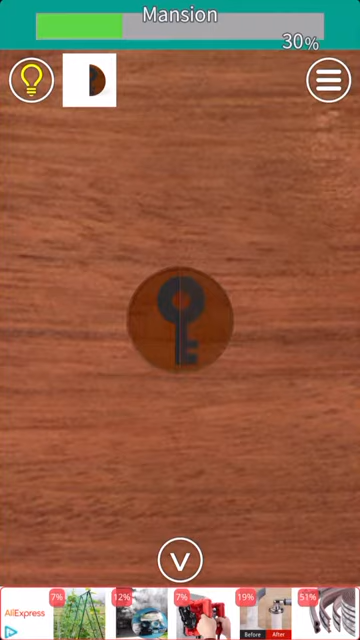 Mansion
30%
AliExpress
7%
12%
7%
19%
51%
Before
After